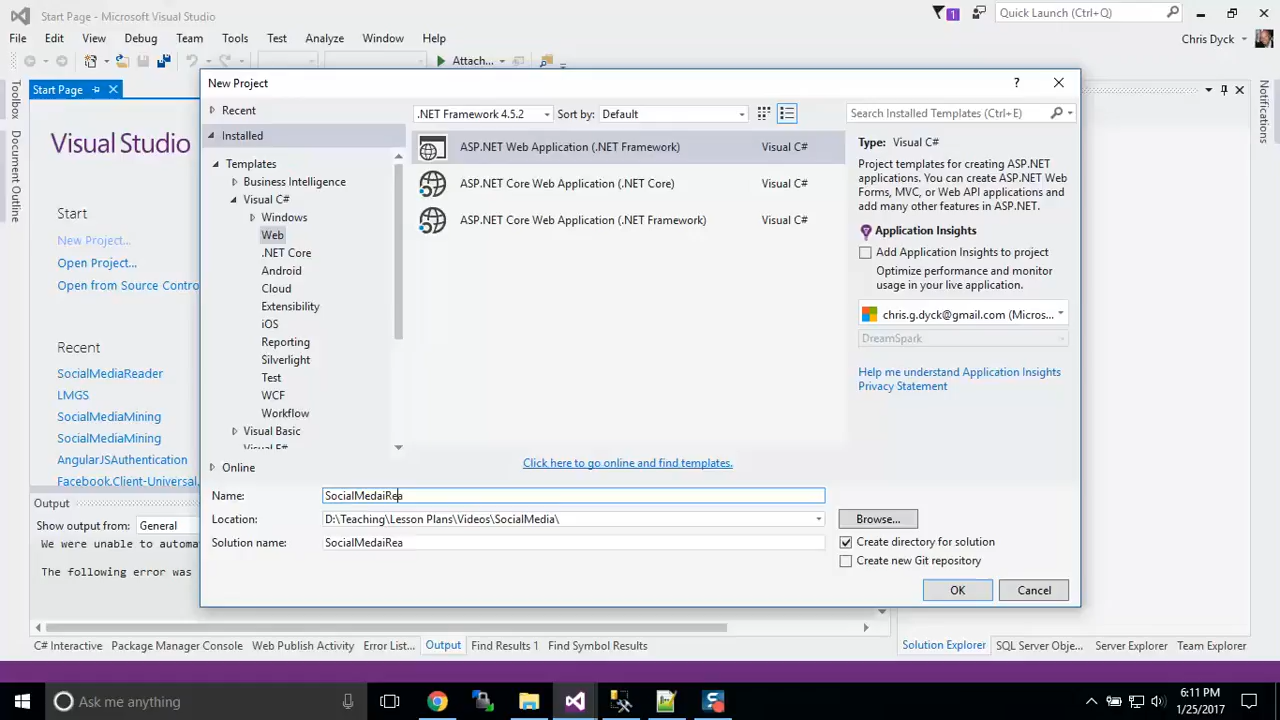 Start Page - Microsoft Visual Studio
1
Quick Launch (Ctrl+Q)
File Edit View Debug Team Tools Test Analyze Window Help
Chris Dyck
Attach...
Toolbox
Document Outline
Notifications
Start Page
Visual Studio
Start
New Project...
Open Project...
Open from Source Contro
Recent
SocialMediaReader
LMGS
SocialMediaMining
SocialMediaMining
AngularJSAuthentication
Facebook.Client-Universal.
New Project
?
Recent
Installed
Templates
Business Intelligence
Visual C#
Windows
Web
.NET Core
Android
Cloud
Extensibility
iOS
Reporting
Silverlight
Test
WCF
Workflow
Visual Basic
Visual F#
Online
.NET Framework 4.5.2
Sort by: Default
Search Installed Templates (Ctrl+E)
ASP.NET Web Application (.NET Framework) Visual C#
ASP.NET Core Web Application (.NET Core) Visual C#
ASP.NET Core Web Application (.NET Framework) Visual C#
Type: Visual C#
Project templates for creating ASP.NET
applications. You can create ASP.NET Web
Forms, MVC, or Web API applications and
add many other features in ASP.NET.
Application Insights
Add Application Insights to project
Optimize performance and monitor
usage in your live application.
chris.g.dyck@gmail.com (Micros...
DreamSpark
Help me understand Application Insights
Privacy Statement
Click here to go online and find templates.
Name: SocialMedaiRea
Location: D:\Teaching\Lesson Plans\Videos\SocialMedia\
Browse...
Solution name: SocialMedaiRea
Create directory for solution
Create new Git repository
OK
Cancel
Output
Show output from: General
We were unable to automa
The following error was
C# Interactive Package Manager Console Web Publish Activity Error List... Output Find Results 1 Find Symbol Results
Solution Explorer SQL Server Obje... Server Explorer Team Explorer
Ask me anything
6:11 PM
1/25/2017